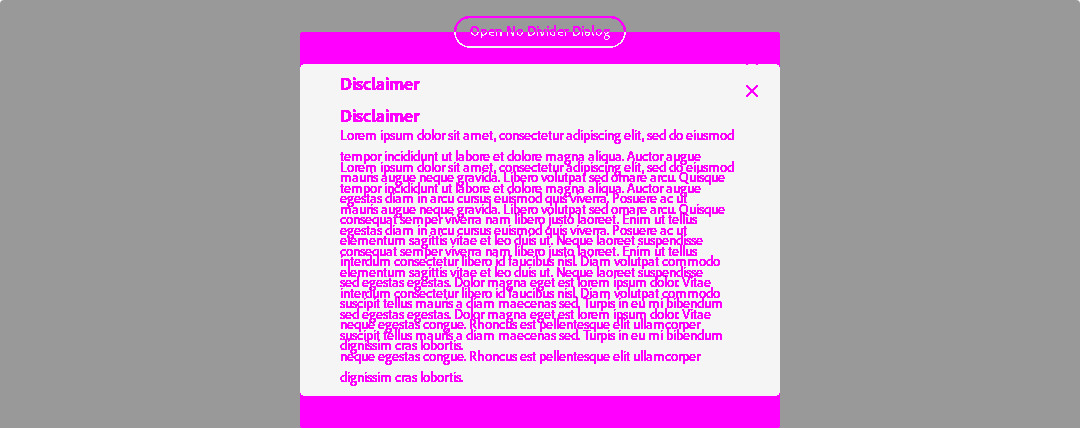 Open No Divider Dialog
Disclaimer
Disclaimer
Lorem ipsum dolor sit amet, consectetur adipiscing elit, sed do eiusmod
tempor incididunt ut labore et dolore magna aliqua. Auctor augue
Lorem ipsum dolor sit amet, consectetur adipiscing elit, sed do eiusmod
mauris augue neque gravida. Libero volutpat sed ornare arcu. Quisque
tempor incididunt ut labore et dolore magna aliqua. Auctor augue
egestas diam in arcu cursus euismod quis viverra. Posuere ac ut
mauris augue neque gravida. Libero volutpat sed ornare arcu. Quisque
consequat semper viverra nam libero justo laoreet. Enim ut tellus
egestas diam in arcu cursus euismod quis viverra. Posuere ac ut
elementum sagittis vitae et leo duis ut. Neque laoreet suspendisse
consequat semper viverra nam libero justo laoreet. Enim ut tellus
interdum consectetur libero id faucibus nisl. Diam volutpat commodo
elementum sagittis vitae et leo duis ut. Neque laoreet suspendisse
sed egestas egestas. Dolor magna eget est lorem ipsum dolor. Vitae
interdum consectetur libero id faucibus nisl. Diam volutpat commodo
suscipit tellus mauris a diam maecenas sed. Turpis in eu mi bibendum
sed egestas egestas. Dolor magna eget est lorem ipsum dolor. Vitae
neque egestas congue. Rhoncus est pellentesque elit ullamcorper
suscipit tellus mauris a diam maecenas sed. Turpis in eu mi bibendum
dignissim cras lobortis.
neque egestas congue. Rhoncus est pellentesque elit ullamcorper
dignissim cras lobortis.